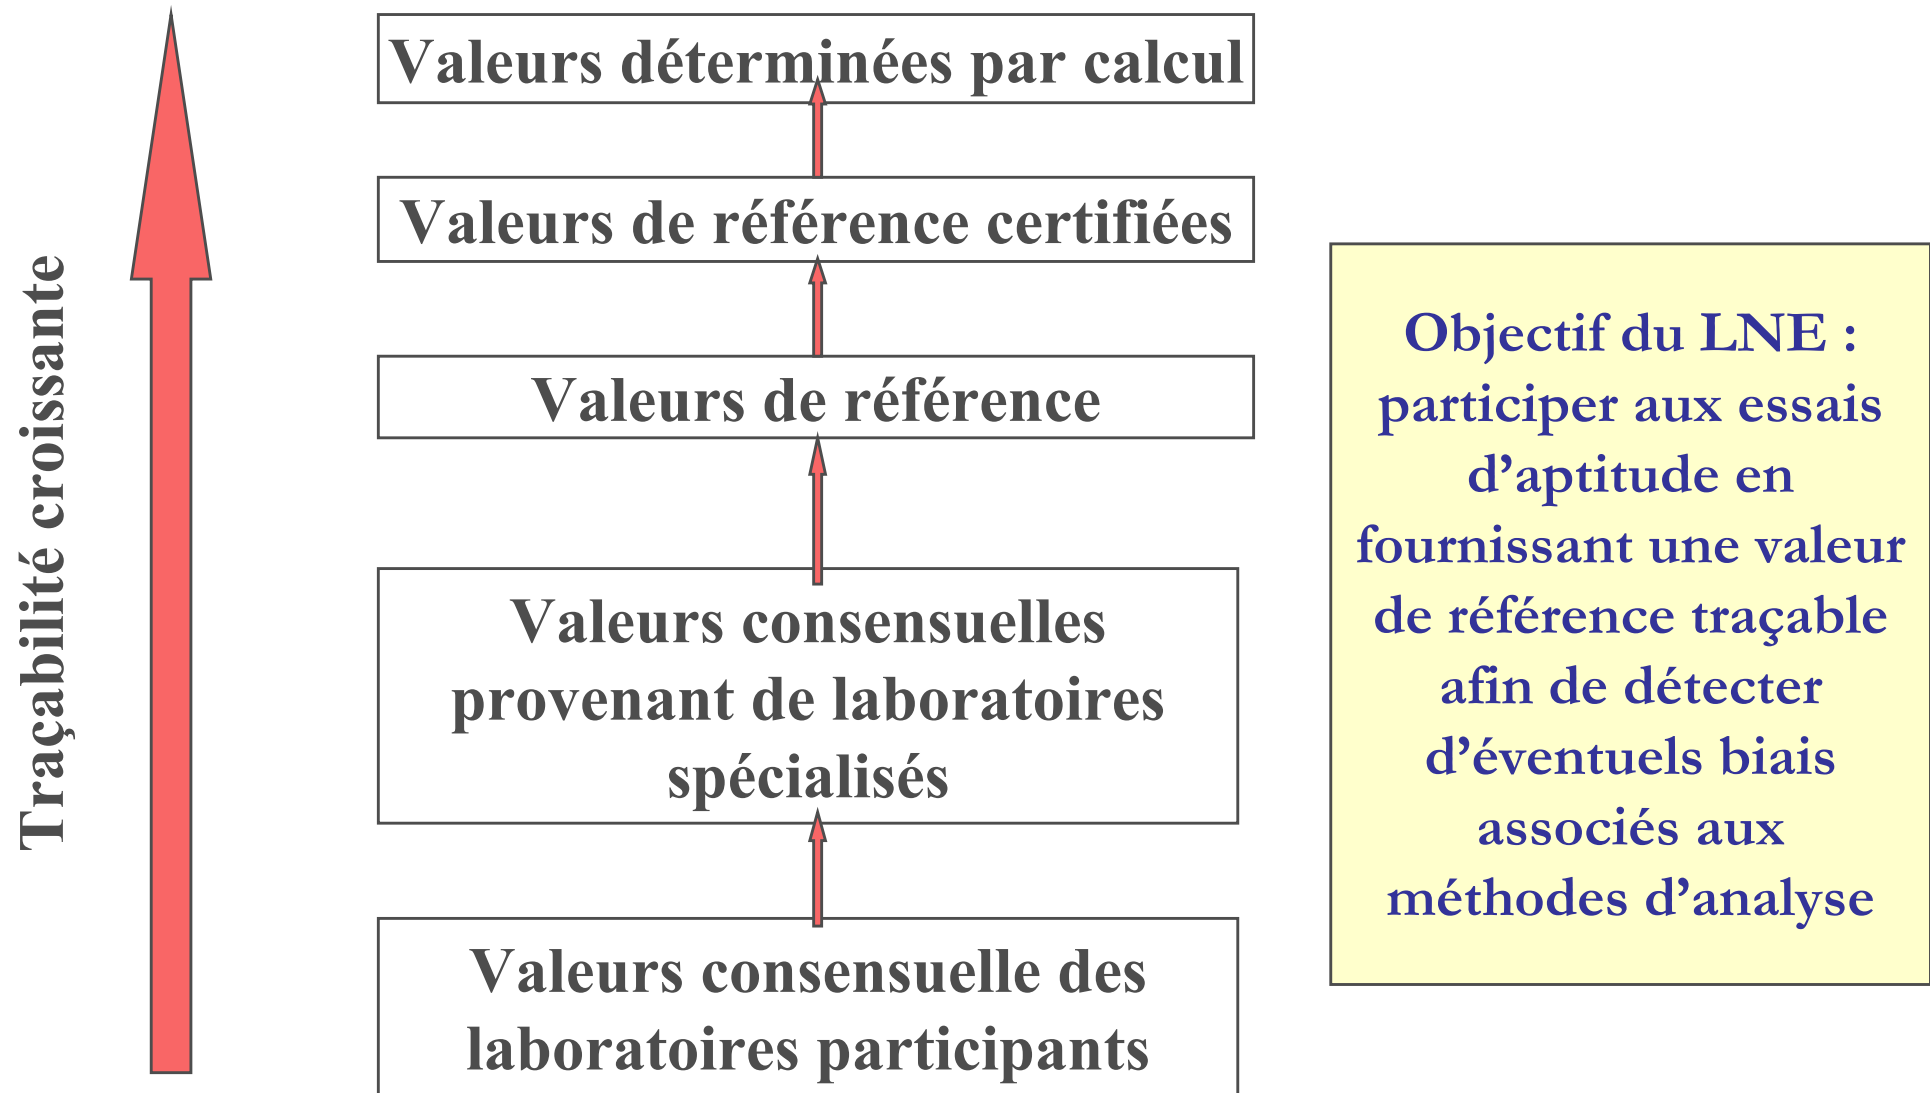 Traçabilité croissante
Valeurs déterminées par calcul
Valeurs de référence certifiées
Valeurs de référence
Valeurs consensuelles
provenant de laboratoires
spécialisés
Valeurs consensuelle des
laboratoires participants
Objectif du LNE :
participer aux essais
d’aptitude en
fournissant une valeur
de référence traçable
afin de détecter
d’éventuels biais
associés aux
méthodes d’analyse